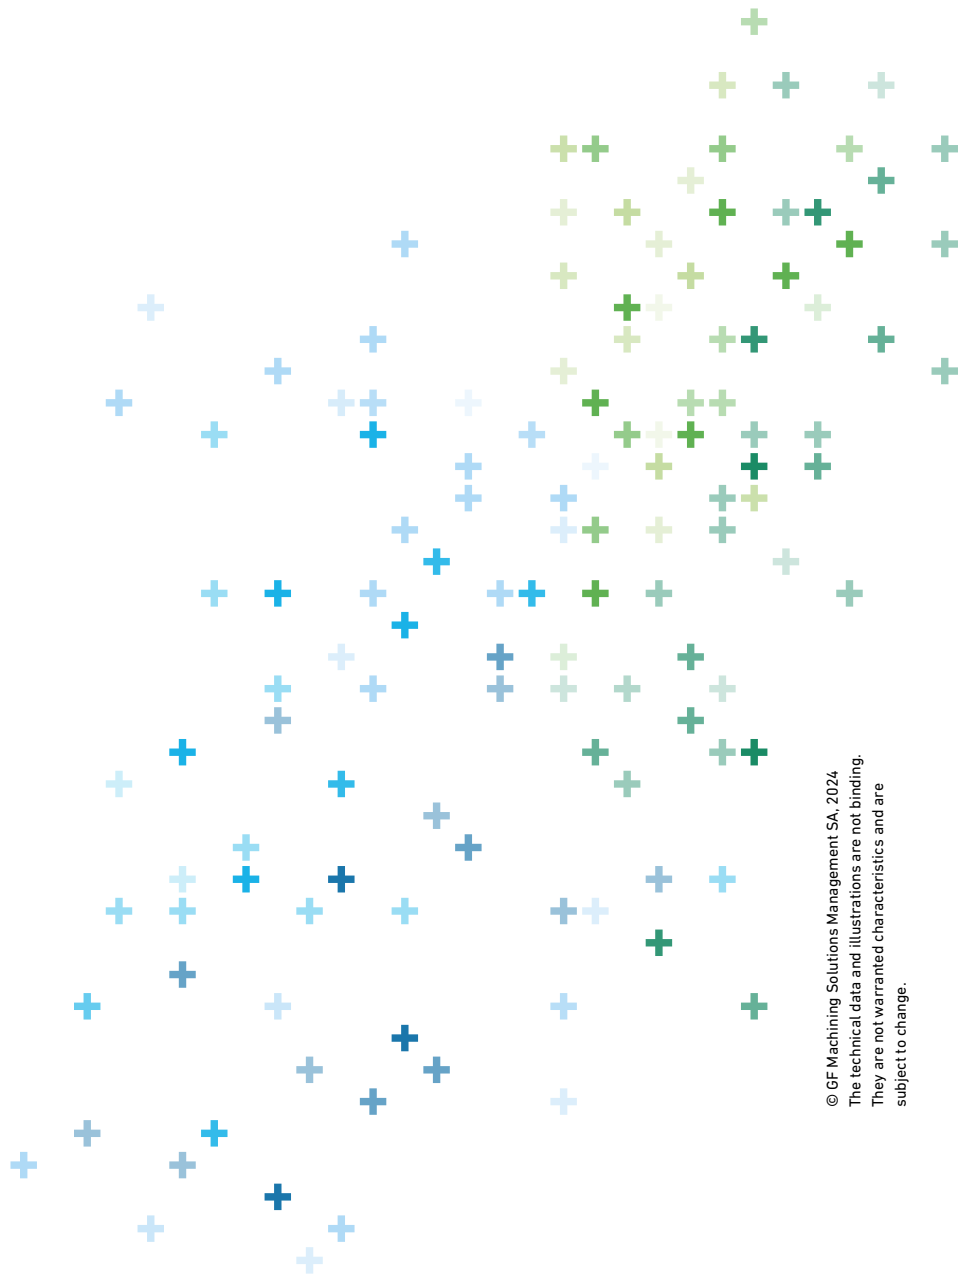 © GF Machining Solutions Management SA, 2024
The technical data and illustrations are not binding.
They are not warranted characteristics and are
subject to change.